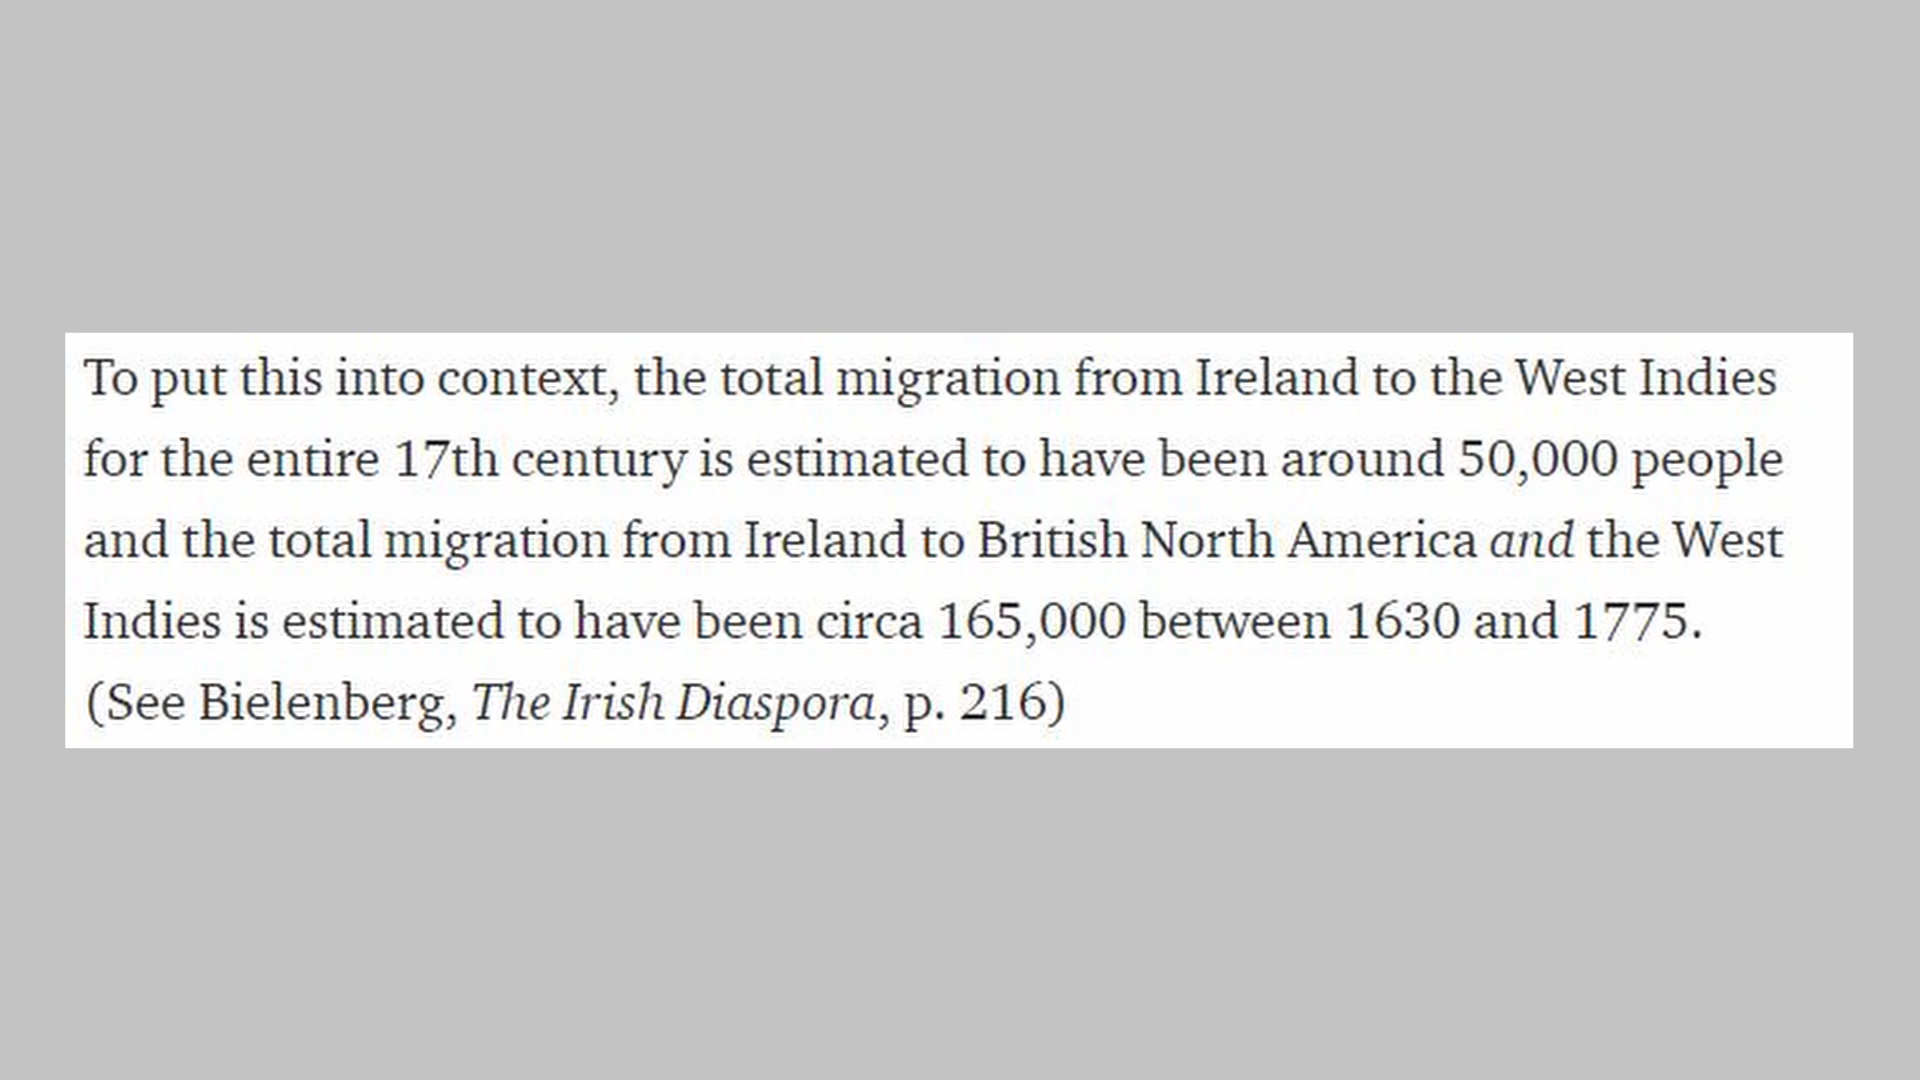 To put this into context, the total migration from Ireland to the West Indies
for the entire 17th century is estimated to have been around 50,000 people
and the total migration from Ireland to British North America and the West
Indies is estimated to have been circa 165,000 between 1630 and 1775.
(See Bielenberg, The Irish Diaspora, p. 216)